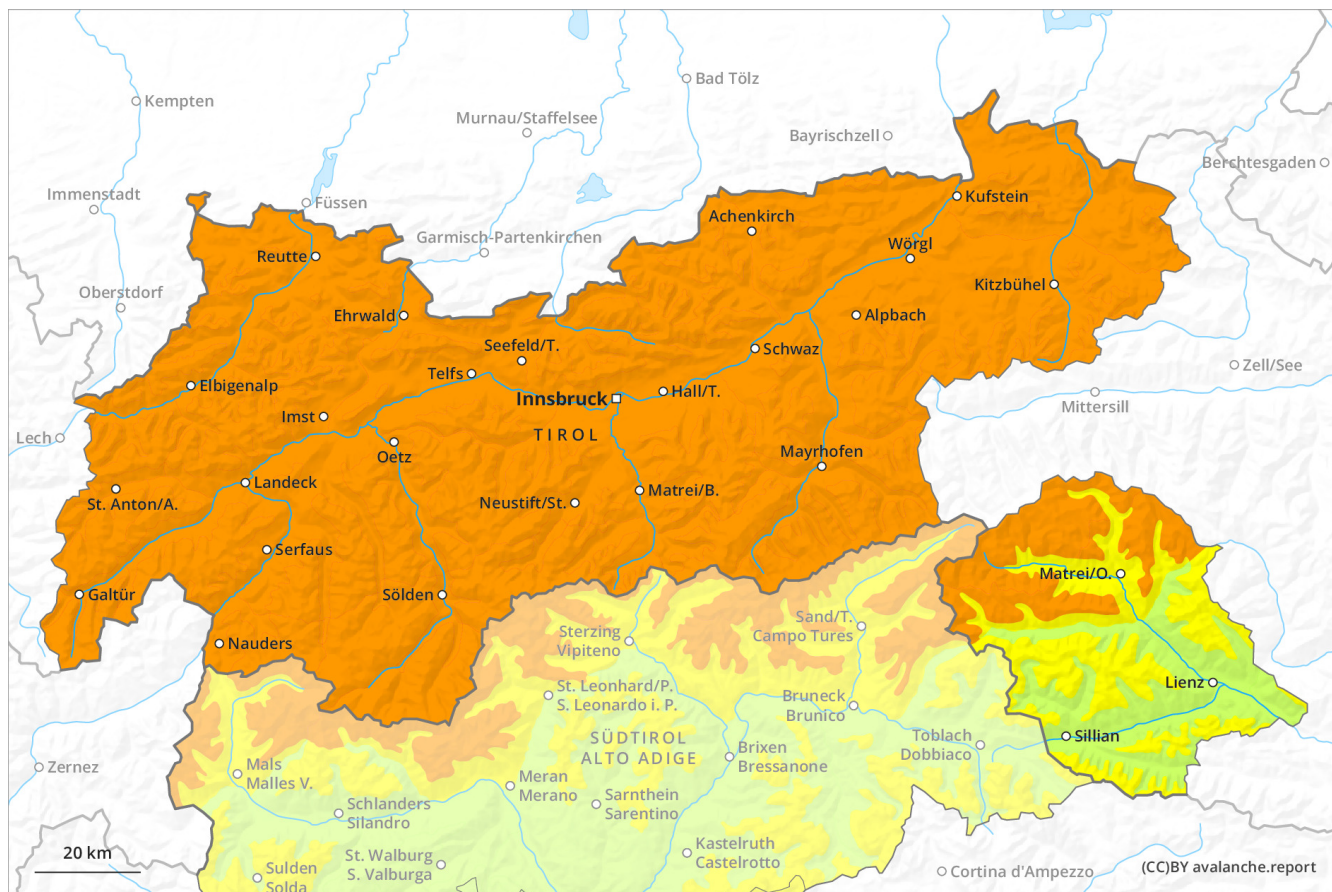 Bad Tölz
Kempten
Murnau/Staffelsee
Bayrischzell
Berchtesgaden
Immenstadt
Füssen
Kufstein
Achenkirch
Garmisch-Partenkirchen
Wörgl
Reutte
Kitzbühel
Oberstdorf
Ehrwald
Alpbach
Seefeld/T.
Schwaz
Zell/See
Telfs
Elbigenalp
Hall/T.
Innsbruck
Mittersill
Imst
Lech
TIROL
Oetz
Mayrhofen
Landeck
Matrei/B.
St. Anton/A.
Neustift/St.
Serfaus
Matrei/O.
Galtür
Sölden
Sand/T.
Campo Tures
Sterzing
Vipiteno
Nauders
Lienz
St. Leonhard/P.
S. Leonardo i. P.
Bruneck
Brunico
SÜDTIROL
ALTO ADIGE
Toblach
Dobbiaco
Sillian
Brixen
Bressanone
Zernez
Mals
Malles V.
Meran
Merano
Sarnthein
Sarentino
Schlanders
Silandro
Kastelruth
Castelrotto
20 km
St. Walburg
S. Valburga
Sulden
Solda
Cortina d'Ampezzo
(CC)BY avalanche.report